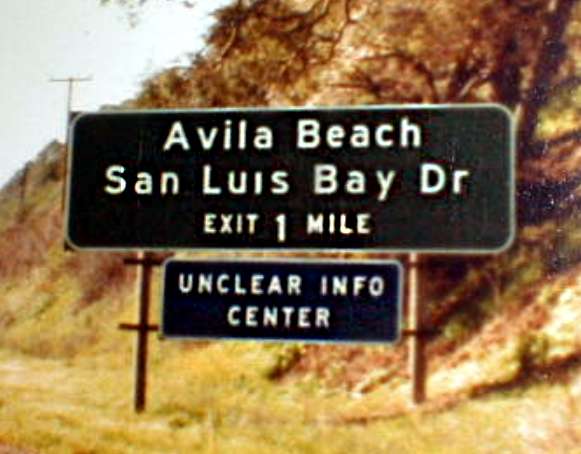 Avila Beach
San Luis Bay Dr
EXIT 1 MILE
UNCLEAR INFO
CENTER